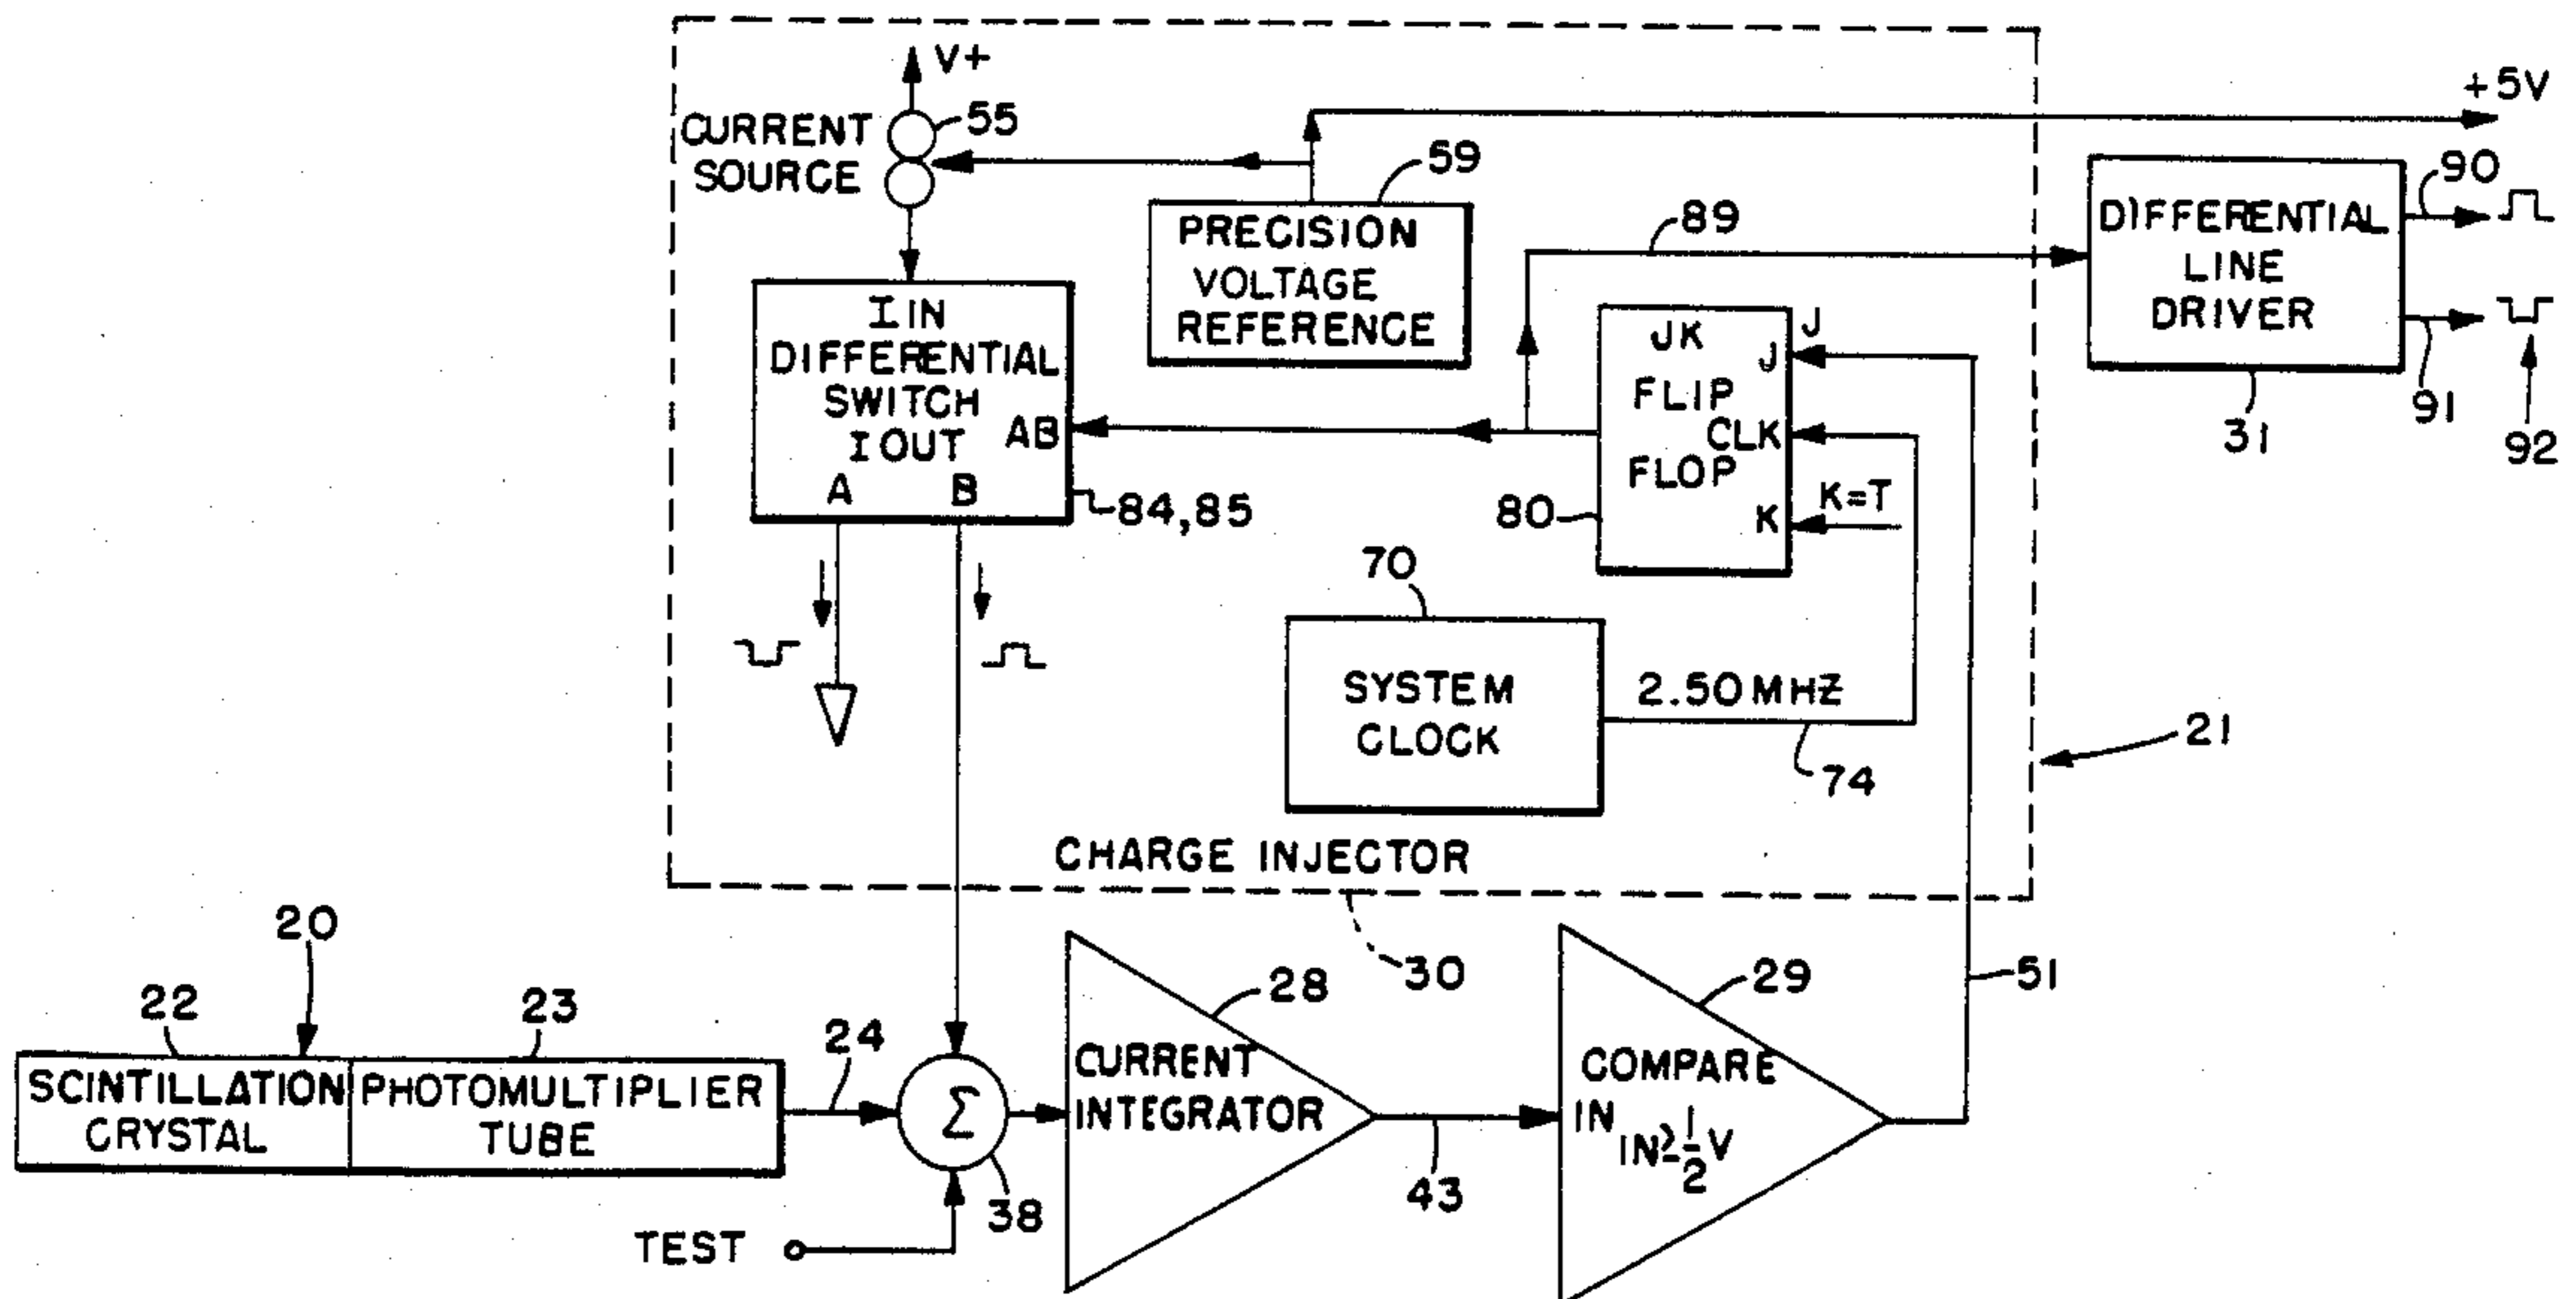 V+
CURRENT
SOURCE
55
+5V
59
PRECISION
VOLTAGE
REFERENCE
89
DIFFERENTIAL
LINE
DRIVER
90
91
92
31
I IN
DIFFERENTIAL
SWITCH
I OUT
AB
A
B
84,85
JK
FLIP
FLOP
J
J
CLK
K=T
K
80
70
SYSTEM
CLOCK
2.50 MHZ
74
21
CHARGE INJECTOR
30
20
22
23
SCINTILLATION
CRYSTAL
PHOTOMULTIPLIER
TUBE
24
Σ
38
TEST
28
CURRENT
INTEGRATOR
43
29
COMPARE
IN
IN≥1/2V
51